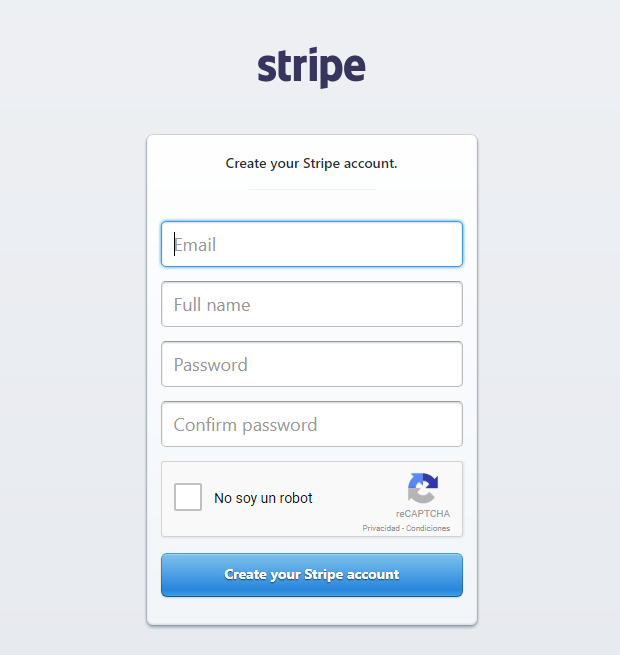 stripe
Create your Stripe account.
Email
Full name
Password
Confirm password
No soy un robot
reCAPTCHA
Privacidad - Condiciones
Create your Stripe account